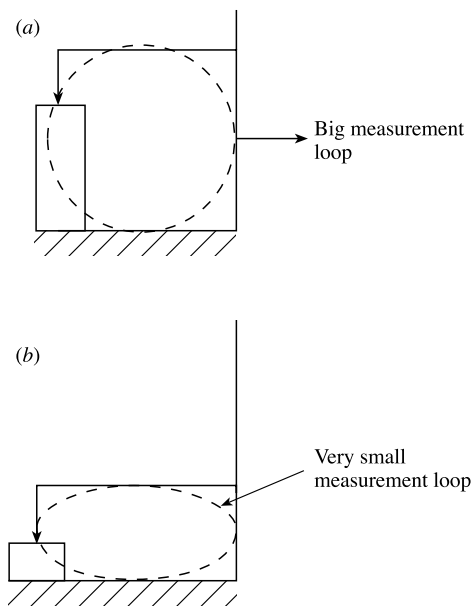 (a)
Big measurement
loop
(b)
Very small
measurement loop